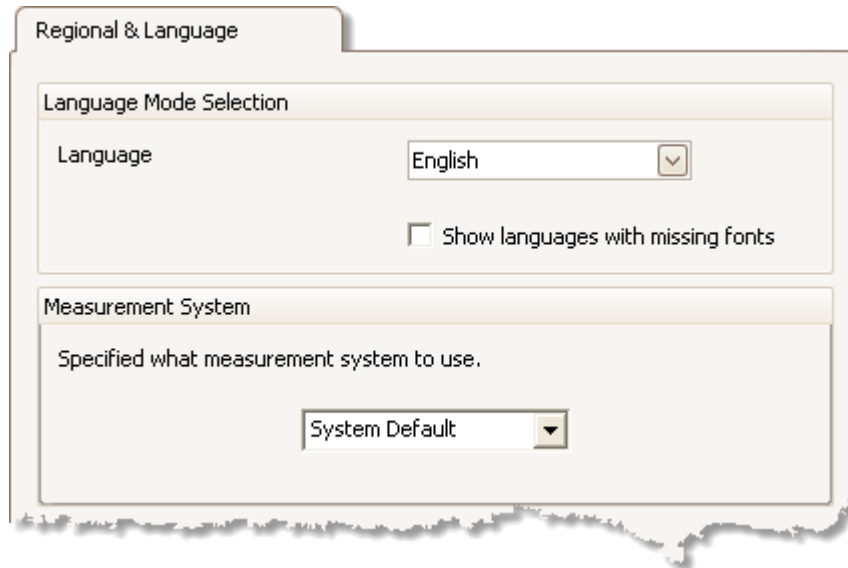 Regional & Language
Language Mode Selection
Language English
Show languages with missing fonts
Measurement System
Specified what measurement system to use.
System Default